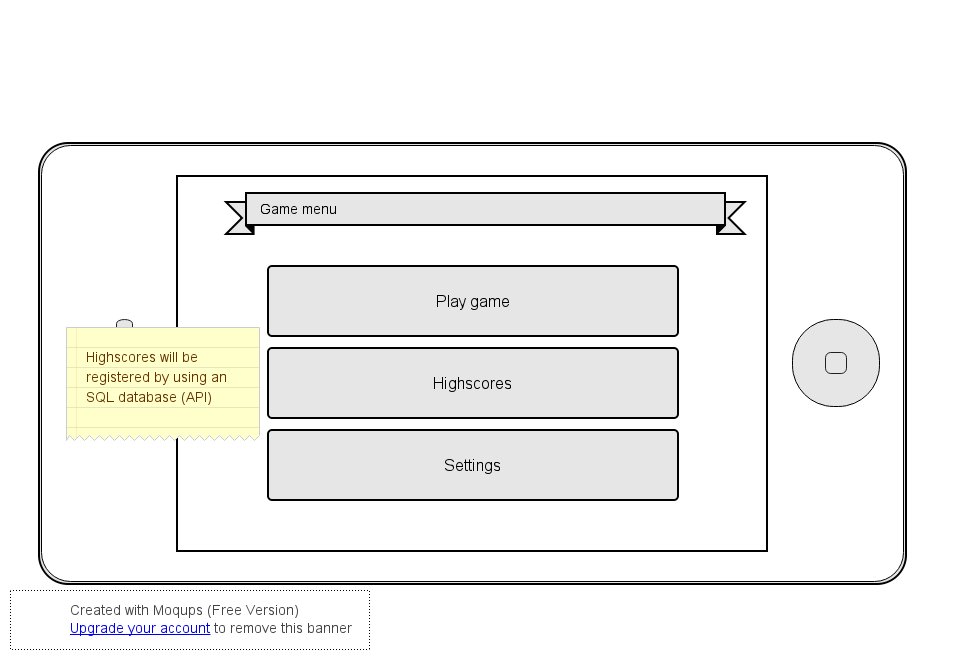 Game menu
Play game
Highscores will be
registered by using an
SQL database (API)
Highscores
Settings
Created with Moqups (Free Version)
Upgrade your account to remove this banner